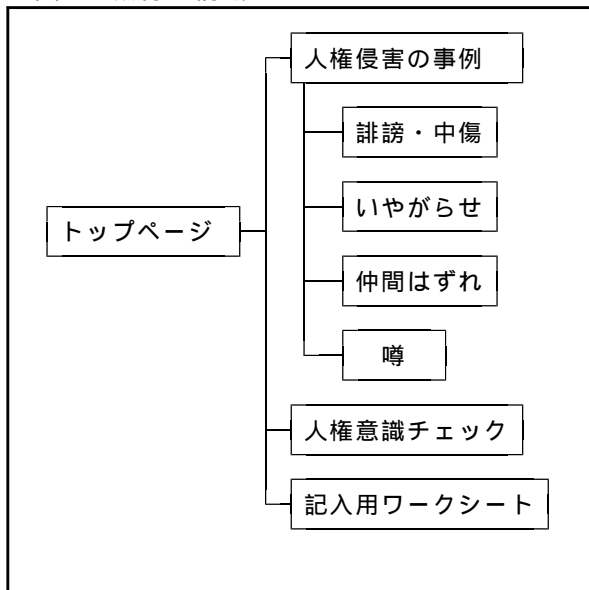 人権侵害の事例
誹謗・中傷
いやがらせ
トップページ
仲間はずれ
噂
人権意識チェック
記入用ワークシート